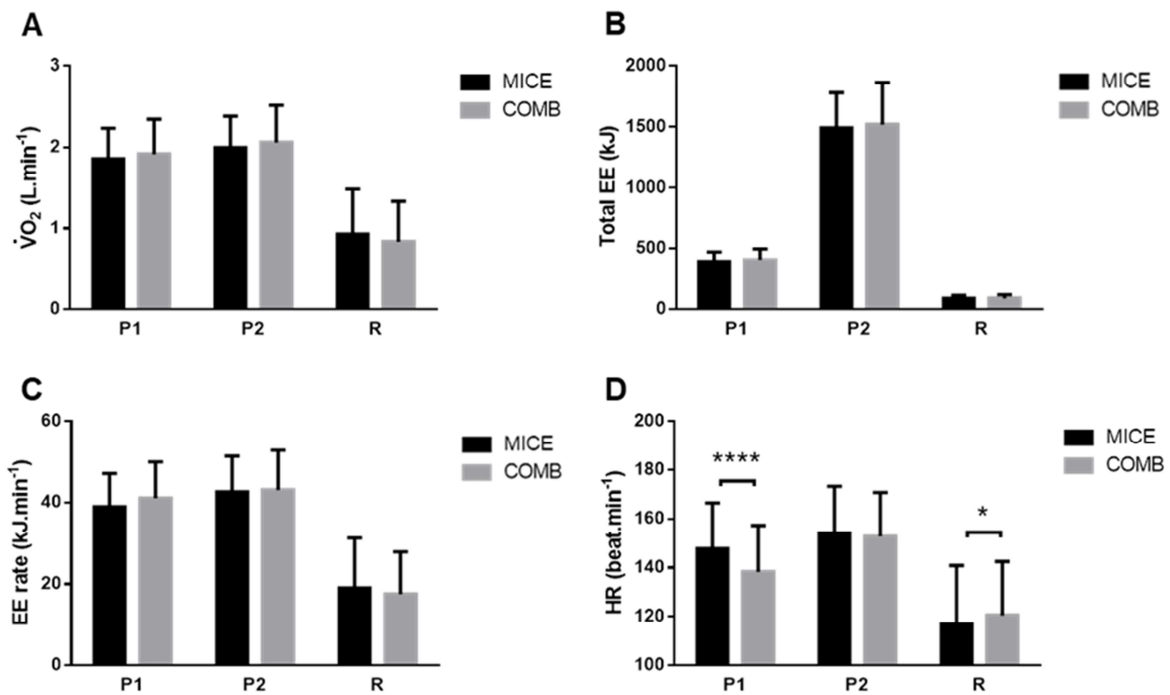 A
V̇O₂ (L.min⁻¹)
3
2
1
0
P1 P2 R
MICE
COMB
B
Total EE (kJ)
2000
1500
1000
500
0
P1 P2 R
MICE
COMB
C
EE rate (kJ.min⁻¹)
60
40
20
0
P1 P2 R
MICE
COMB
D
HR (beat.min⁻¹)
200
180
160
140
120
100
****
*
P1 P2 R
MICE
COMB